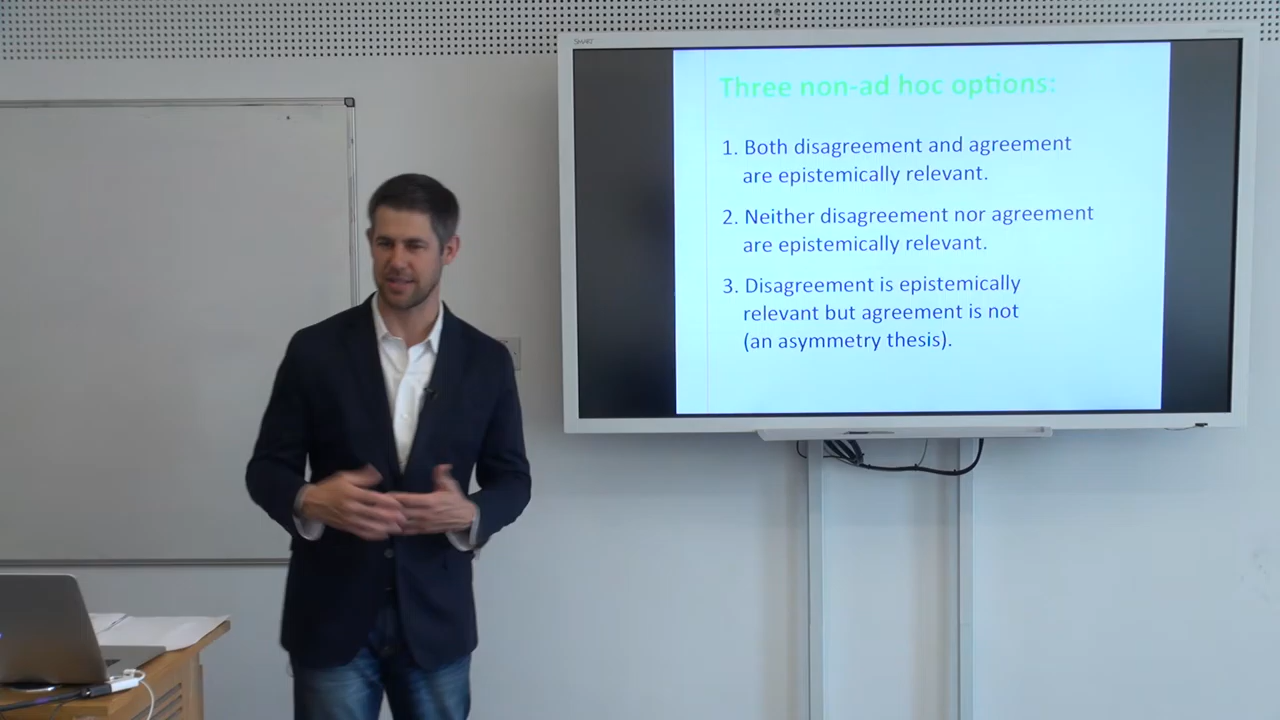 SMART
Three non-ad hoc options:
1. Both disagreement and agreement
are epistemically relevant.
2. Neither disagreement nor agreement
are epistemically relevant.
3. Disagreement is epistemically
relevant but agreement is not
(an asymmetry thesis).